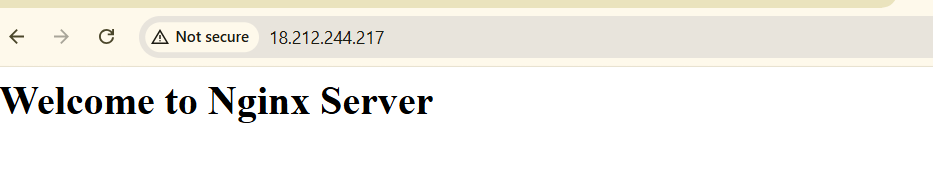 Not secure 18.212.244.217
Welcome to Nginx Server